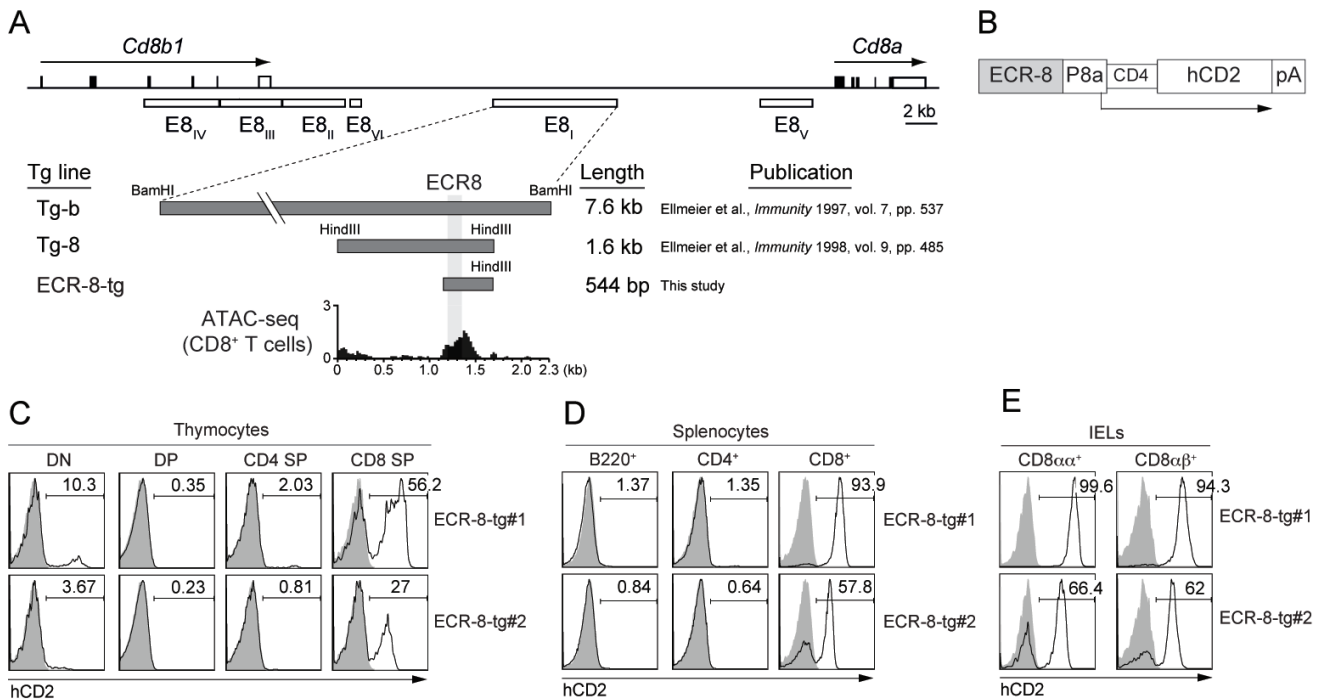 A
Cd8b1
Cd8a
E8IV
E8III
E8II
E8VI
E8I
E8V
2 kb
Tg line
ECR8
Length
Publication
BamHI
BamHI
Tg-b
7.6 kb
Ellmeier et al., Immunity 1997, vol. 7, pp. 537
HindIII
HindIII
Tg-8
1.6 kb
Ellmeier et al., Immunity 1998, vol. 9, pp. 485
HindIII
ECR-8-tg
544 bp
This study
ATAC-seq
(CD8+ T cells)
3
0
0
0.5
1.0
1.5
2.0
2.3 (kb)
B
ECR-8
P8a
CD4
hCD2
pA
C
Thymocytes
DN
DP
CD4 SP
CD8 SP
10.3
0.35
2.03
56.2
ECR-8-tg#1
3.67
0.23
0.81
27
ECR-8-tg#2
hCD2
D
Splenocytes
B220+
CD4+
CD8+
1.37
1.35
93.9
ECR-8-tg#1
0.84
0.64
57.8
ECR-8-tg#2
hCD2
E
IELs
CD8αα+
CD8αβ+
99.6
94.3
ECR-8-tg#1
66.4
62
ECR-8-tg#2
hCD2